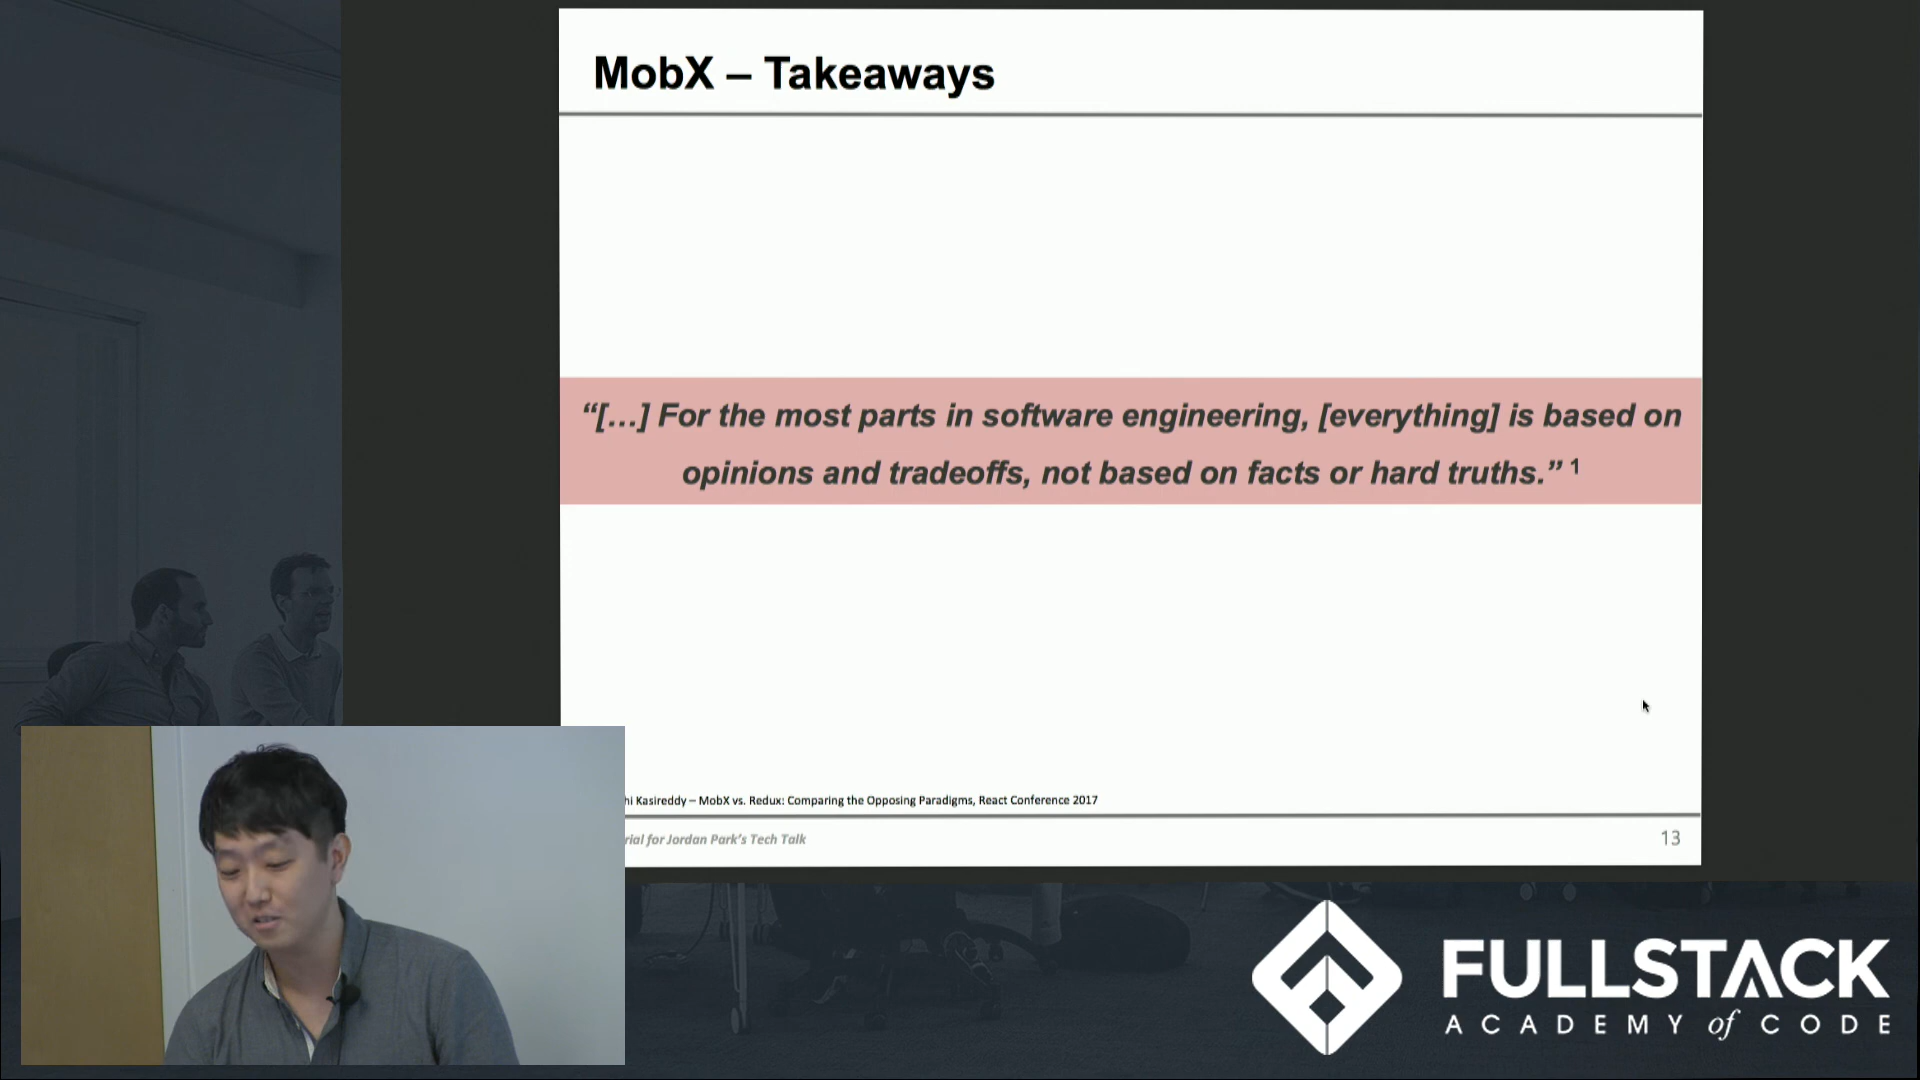 MobX – Takeaways
“[...] For the most parts in software engineering, [everything] is based on
opinions and tradeoffs, not based on facts or hard truths.” 1
Kasireddy – MobX vs. Redux: Comparing the Opposing Paradigms, React Conference 2017
for Jordan Park's Tech Talk
13
FULLSTACK
ACADEMY of CODE